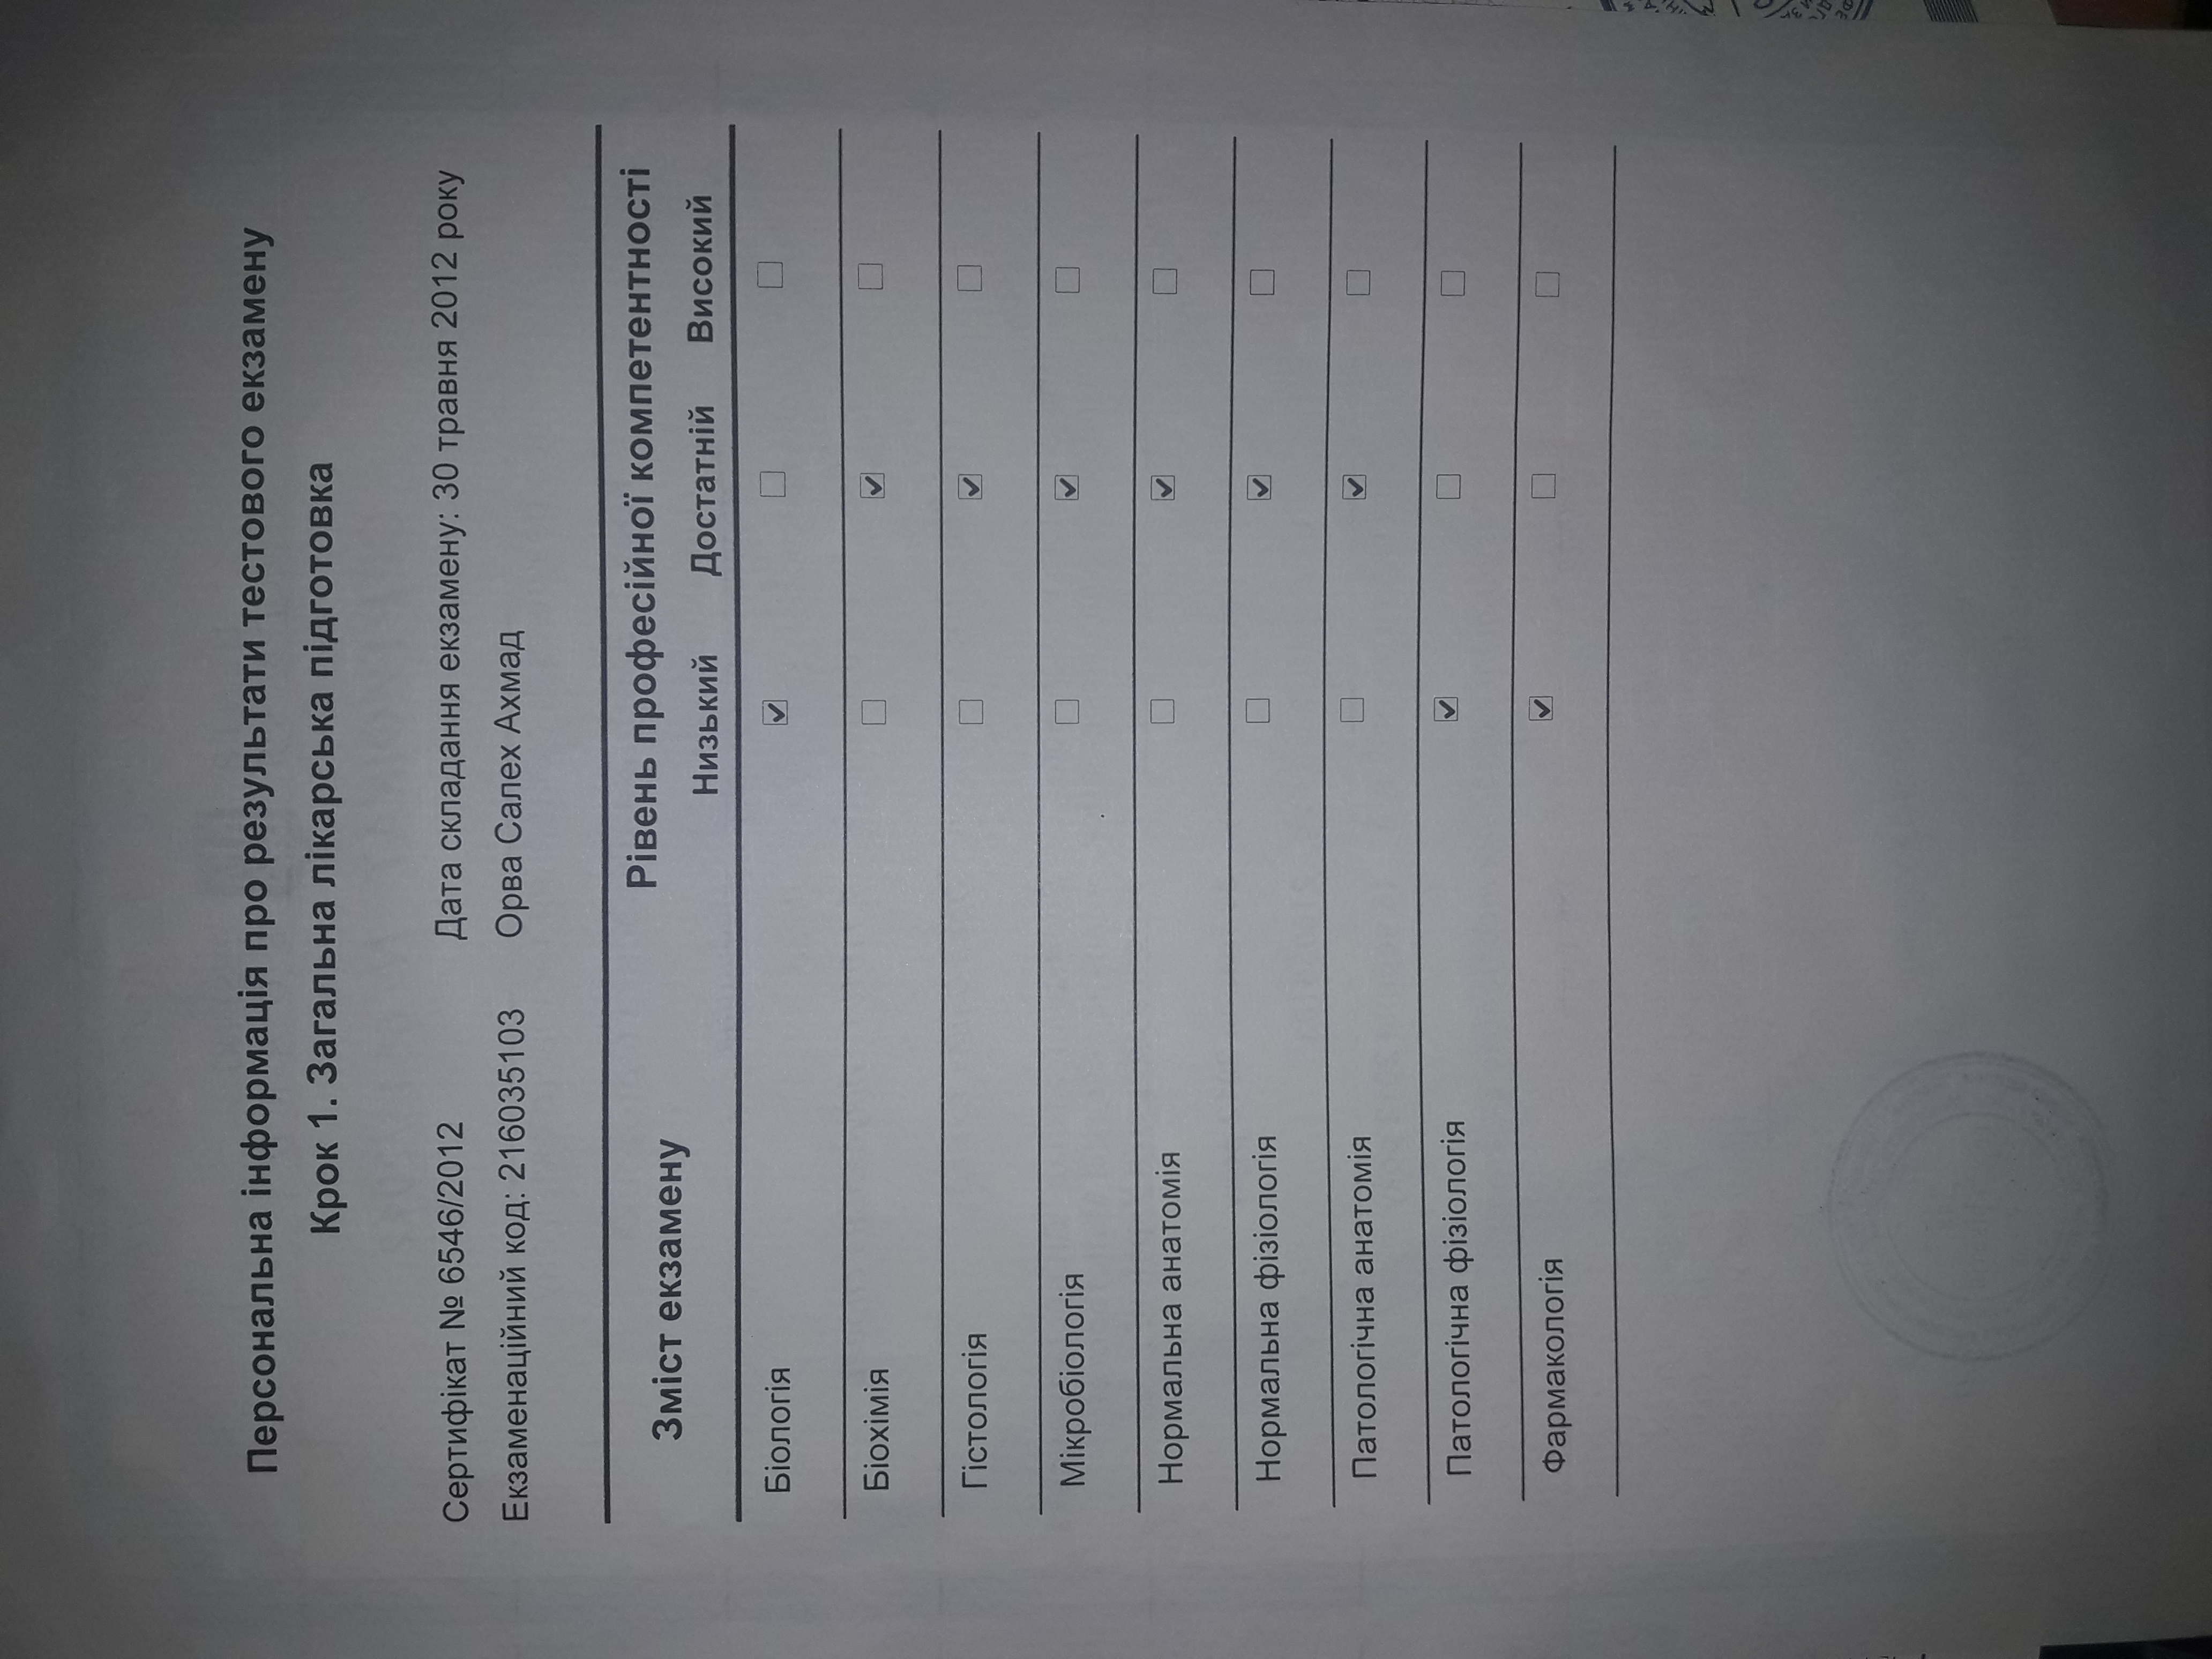 Персональна інформація про результати тестового екзамену
Крок 1. Загальна лікарська підготовка
Сертифікат № 6546/2012 Дата складання екзамену: 30 травня 2012 року
Екзаменаційний код: 216035103 Орва Салех Ахмад
Зміст екзамену Рівень професійної компетентності
Низький Достатній Високий
Біологія
Біохімія
Гістологія
Мікробіологія
Нормальна анатомія
Нормальна фізіологія
Патологічна анатомія
Патологічна фізіологія
Фармакологія